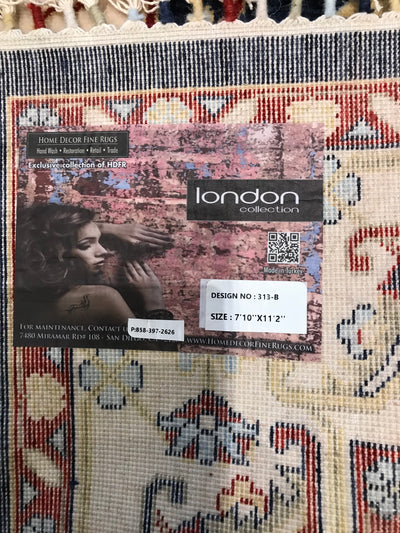 HOME DECOR FINE RUGS
Hand Wash • Restoration • Retail • Trade
Exclusive collection of HDFR
london
collection
Made in Turkey
DESIGN NO : 313-B
SIZE : 7'10''X11'2''
P:858-397-2626
FOR MAINTENANCE, CONTACT U
7480 MIRAMAR RD# 108 - SAN DIE
WWW.HOMEDECORFINERUGS.COM